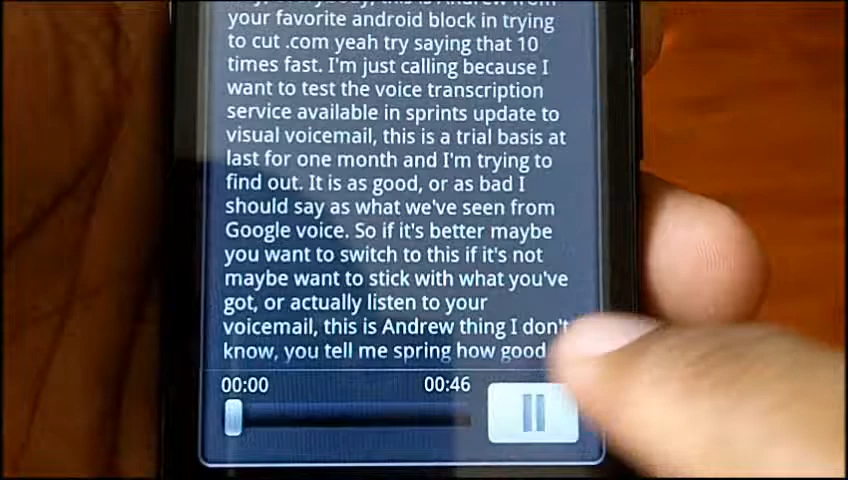 your favorite android block in trying
to cut .com yeah try saying that 10
times fast. I'm just calling because I
want to test the voice transcription
service available in sprints update to
visual voicemail, this is a trial basis at
last for one month and I'm trying to
find out. It is as good, or as bad I
should say as what we've seen from
Google voice. So if it's better maybe
you want to switch to this if it's not
maybe want to stick with what you've
got, or actually listen to your
voicemail, this is Andrew thing I don't
know, you tell me spring how good
00:00 00:46